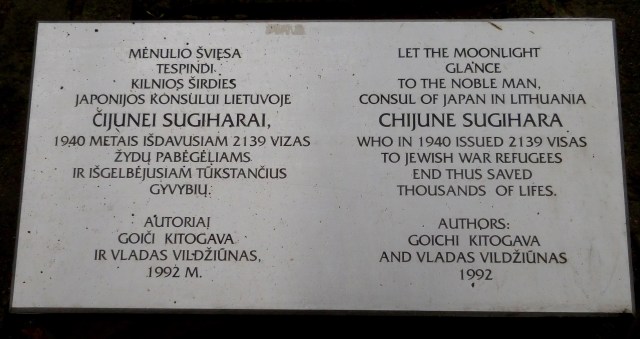 MĖNULIO ŠVIĘSA
TESPINDI
KILNIOS ŠIRDIES
JAPONIJOS KONSULUI LIETUVOJE
ČIJUNEI SUGIHARAI,
1940 METAIS IŠDAVUSIAM 2139 VIZAS
ŽYDŲ PABĖGĖLIAMS
IR IŠGELBĖJUSIAM TŪKSTANČIUS
GYVYBIŲ.
AUTORIAI
GOIČI KITOGAVA
IR VLADAS VILDŽIŪNAS,
1992 M.
LET THE MOONLIGHT
GLANCE
TO THE NOBLE MAN,
CONSUL OF JAPAN IN LITHUANIA
CHIJUNE SUGIHARA
WHO IN 1940 ISSUED 2139 VISAS
TO JEWISH WAR REFUGEES
END THUS SAVED
THOUSANDS OF LIFES.
AUTHORS:
GOICHI KITOGAVA
AND VLADAS VILDŽIŪNAS
1992